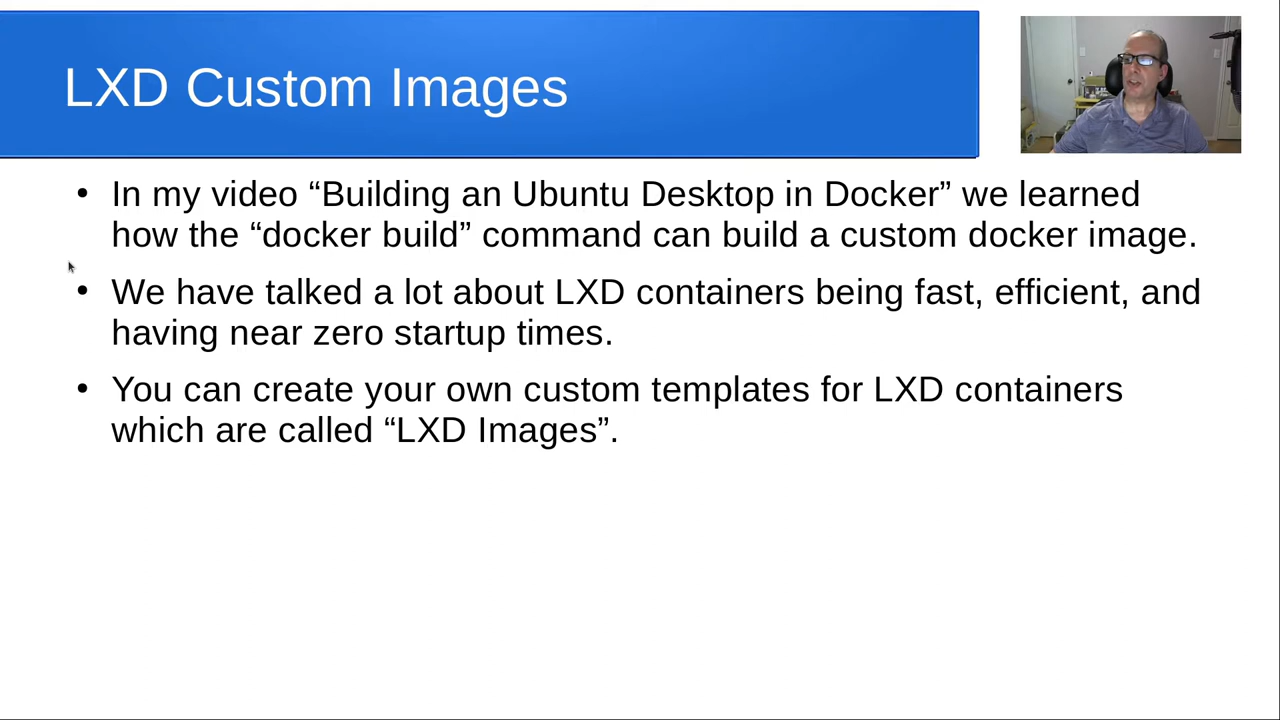 LXD Custom Images
• In my video “Building an Ubuntu Desktop in Docker” we learned
how the “docker build” command can build a custom docker image.
• We have talked a lot about LXD containers being fast, efficient, and
having near zero startup times.
• You can create your own custom templates for LXD containers
which are called “LXD Images”.